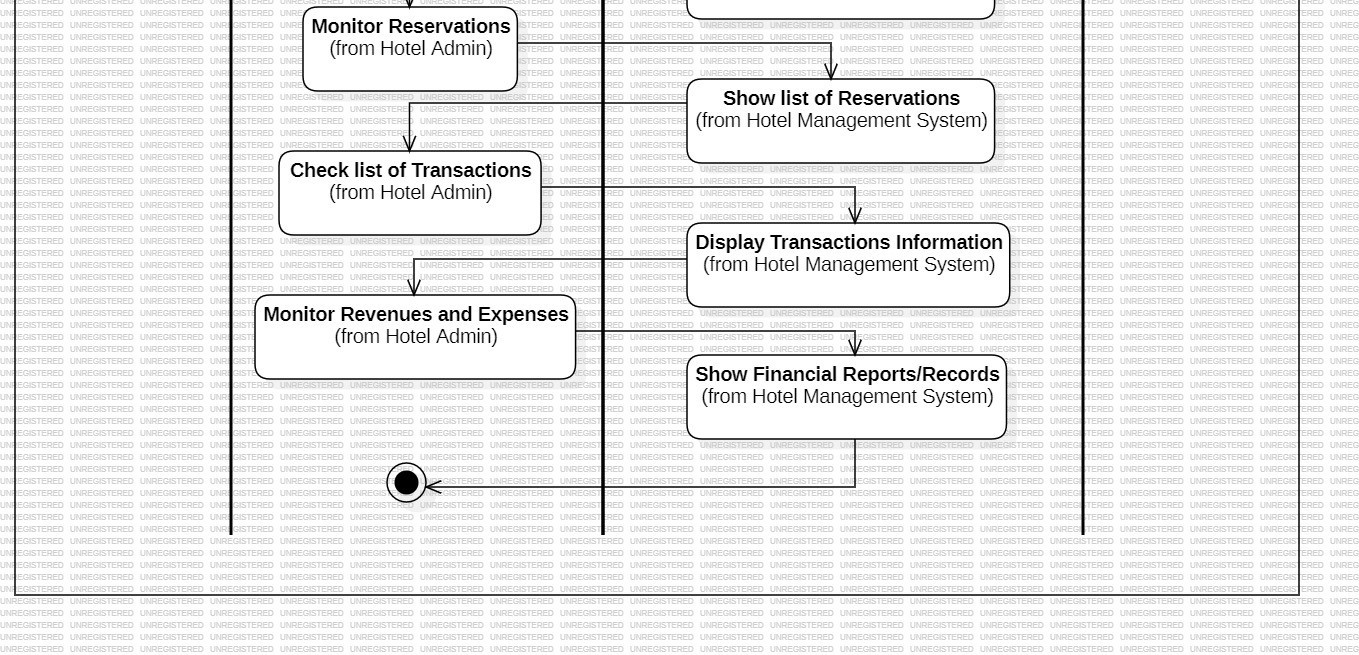 Monitor Reservations
(from Hotel Admin)
Show list of Reservations
(from Hotel Management System)
Check list of Transactions
(from Hotel Admin)
Display Transactions Information
(from Hotel Management System)
Monitor Revenues and Expenses
(from Hotel Admin)
Show Financial Reports/Records
(from Hotel Management System)
UNREGISTERED